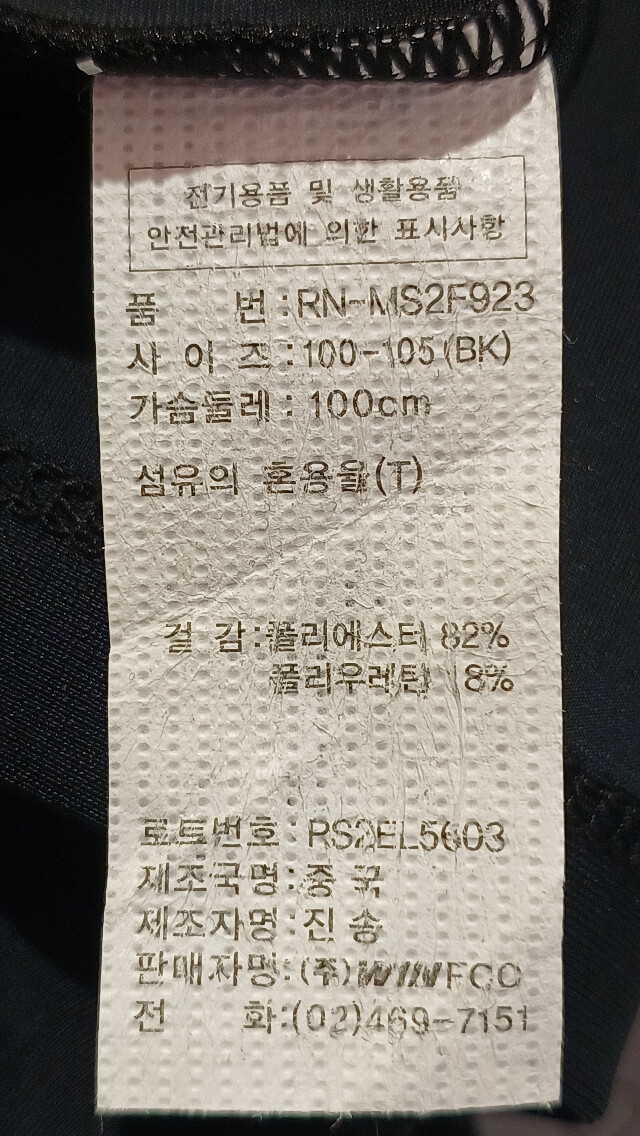 전기용품 및 생활용품
안전관리법에 의한 표시사항
품 번 : RN-MS2F923
사 이 즈 : 100-105 (BK)
가슴둘레 : 100cm
섬유의 혼용율(T)
겉 감 : 폴리에스터 82%
폴리우레탄 8%
로트번호 : PS2EL5603
제조국명 : 중 국
제조자명 : 진 송
판매자명 : (주)WINFCO
전 화:(02)469-7151